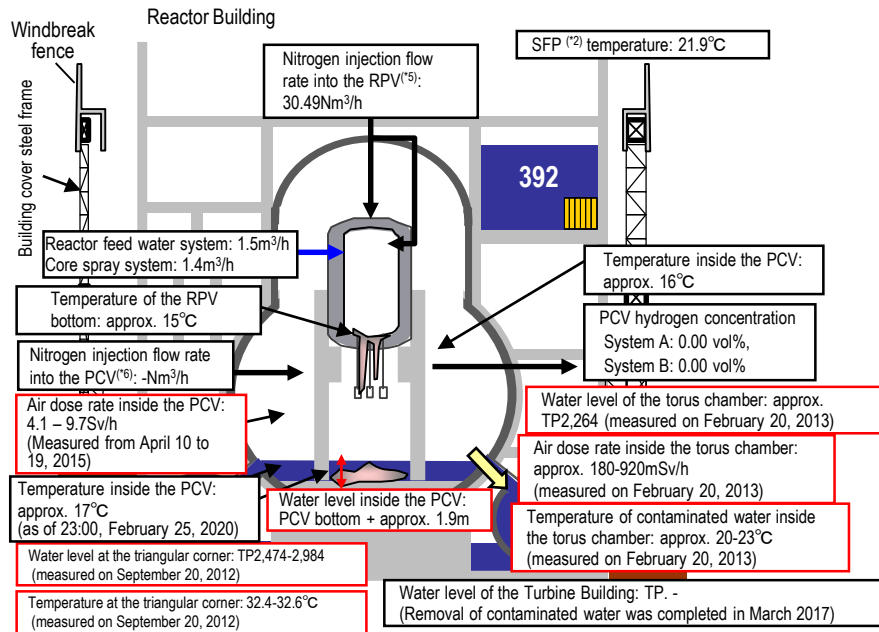 Reactor Building
Windbreak
fence
Building cover steel frame
Nitrogen injection flow
rate into the RPV(*5):
30.49Nm3/h
SFP (*2) temperature: 21.9℃
392
Reactor feed water system: 1.5m3/h
Core spray system: 1.4m3/h
Temperature of the RPV
bottom: approx. 15℃
Nitrogen injection flow rate
into the PCV(*6): -Nm3/h
Air dose rate inside the PCV:
4.1 – 9.7Sv/h
(Measured from April 10 to
19, 2015)
Temperature inside the PCV:
approx. 17℃
(as of 23:00, February 25, 2020)
Water level at the triangular corner: TP2,474-2,984
(measured on September 20, 2012)
Temperature at the triangular corner: 32.4-32.6℃
(measured on September 20, 2012)
Water level inside the PCV:
PCV bottom + approx. 1.9m
Temperature inside the PCV:
approx. 16℃
PCV hydrogen concentration
System A: 0.00 vol%,
System B: 0.00 vol%
Water level of the torus chamber: approx.
TP2,264 (measured on February 20, 2013)
Air dose rate inside the torus chamber:
approx. 180-920mSv/h
(measured on February 20, 2013)
Temperature of contaminated water inside
the torus chamber: approx. 20-23℃
(measured on February 20, 2013)
Water level of the Turbine Building: TP. -
(Removal of contaminated water was completed in March 2017)